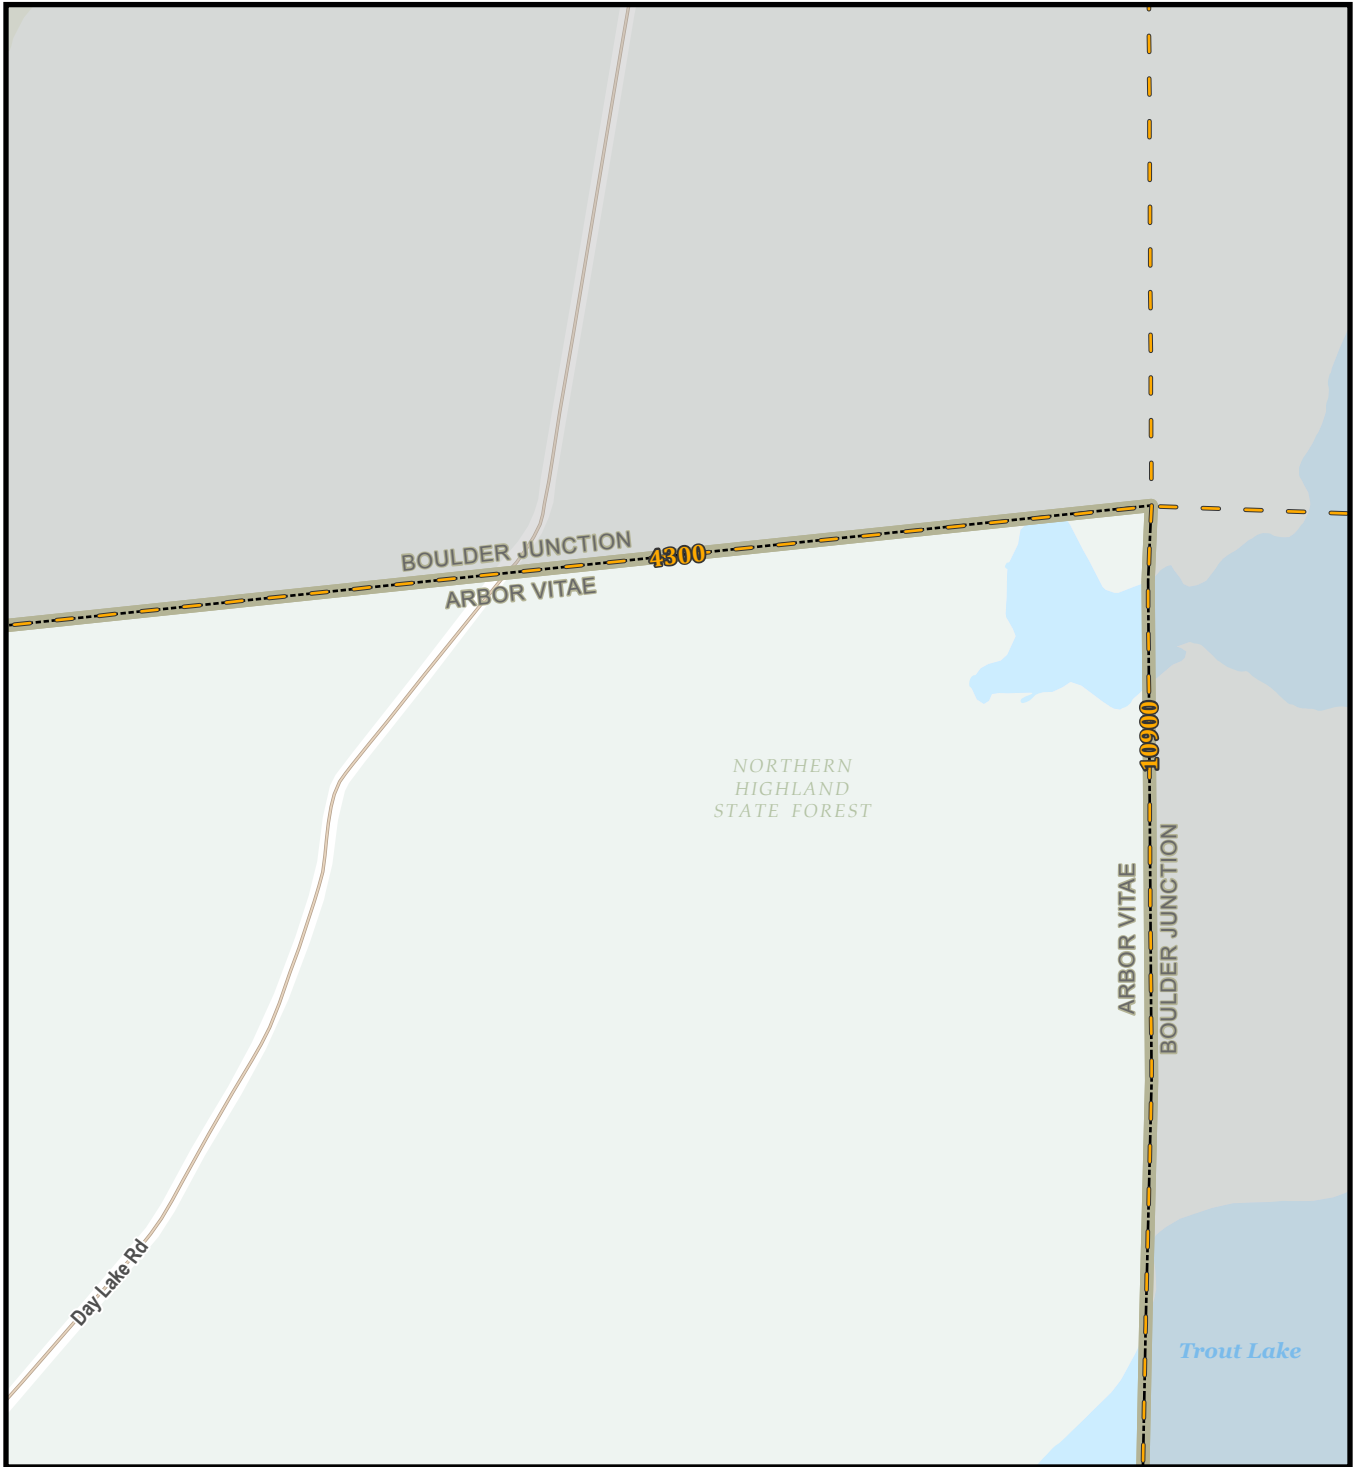 BOULDER JUNCTION
4300
ARBOR VITAE
10900
NORTHERN
HIGHLAND
STATE FOREST
ARBOR VITAE
BOULDER JUNCTION
Day Lake Rd
Trout Lake